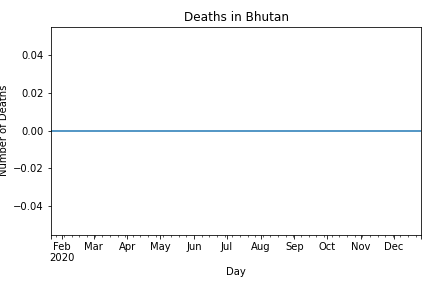 Deaths in Bhutan
Number of Deaths
0.04
0.02
0.00
−0.02
−0.04
Feb Mar Apr May Jun Jul Aug Sep Oct Nov Dec
2020
Day